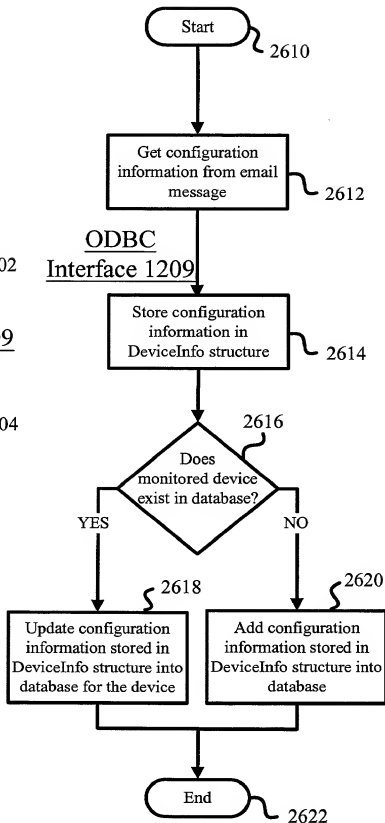 Start
2610
Get configuration
information from email
message
2612
ODBC
Interface 1209
02
Store configuration
information in
DeviceInfo structure
9
2614
04
2616
Does
monitored device
exist in database?
YES
NO
2618
2620
Update configuration
information stored in
DeviceInfo structure into
database for the device
Add configuration
information stored in
DeviceInfo structure into
database
End
2622